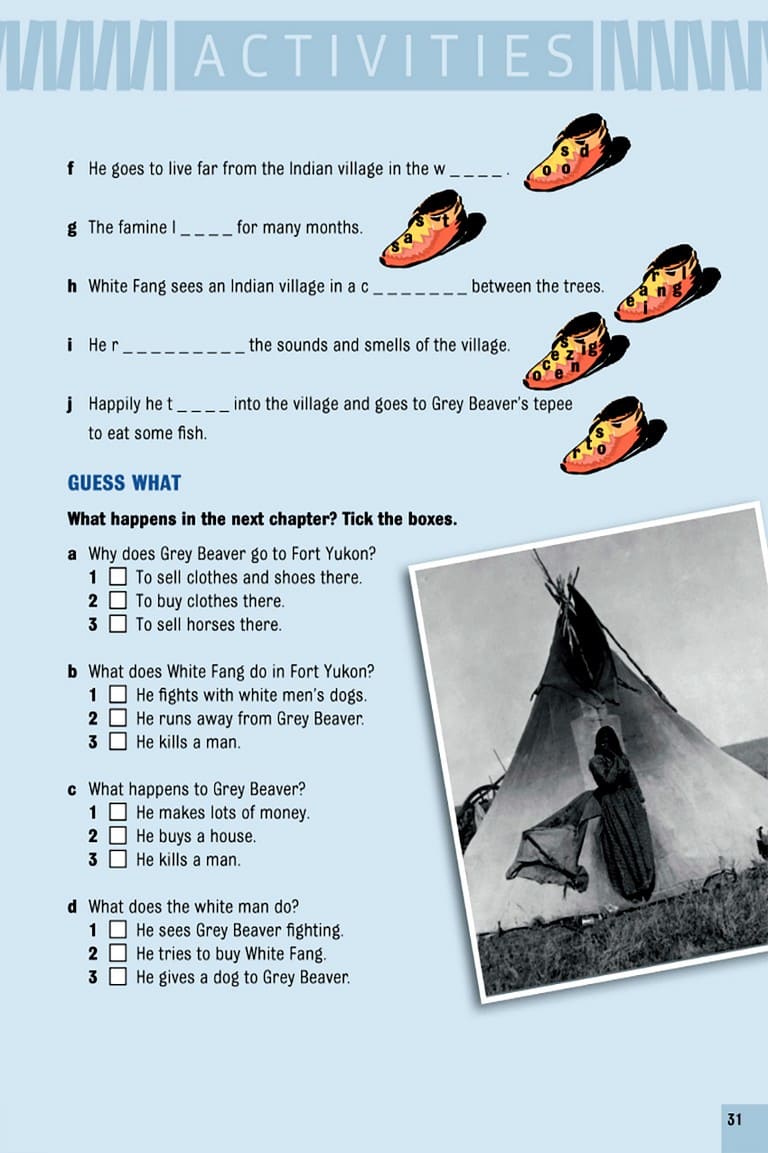 ACTIVITIES
s d
o o
f He goes to live far from the Indian village in the w _ _ _ _ .
s t
s a
g The famine l _ _ _ _ for many months.
r l
e a n g
i
h White Fang sees an Indian village in a c _ _ _ _ _ _ _ between the trees.
s
e z i g
o c e n
i He r _ _ _ _ _ _ _ _ _ the sounds and smells of the village.
t s
r o
j Happily he t _ _ _ _ into the village and goes to Grey Beaver's tepee
to eat some fish.
GUESS WHAT
What happens in the next chapter? Tick the boxes.
a Why does Grey Beaver go to Fort Yukon?
1 To sell clothes and shoes there.
2 To buy clothes there.
3 To sell horses there.
b What does White Fang do in Fort Yukon?
1 He fights with white men's dogs.
2 He runs away from Grey Beaver.
3 He kills a man.
c What happens to Grey Beaver?
1 He makes lots of money.
2 He buys a house.
3 He kills a man.
d What does the white man do?
1 He sees Grey Beaver fighting.
2 He tries to buy White Fang.
3 He gives a dog to Grey Beaver.
31